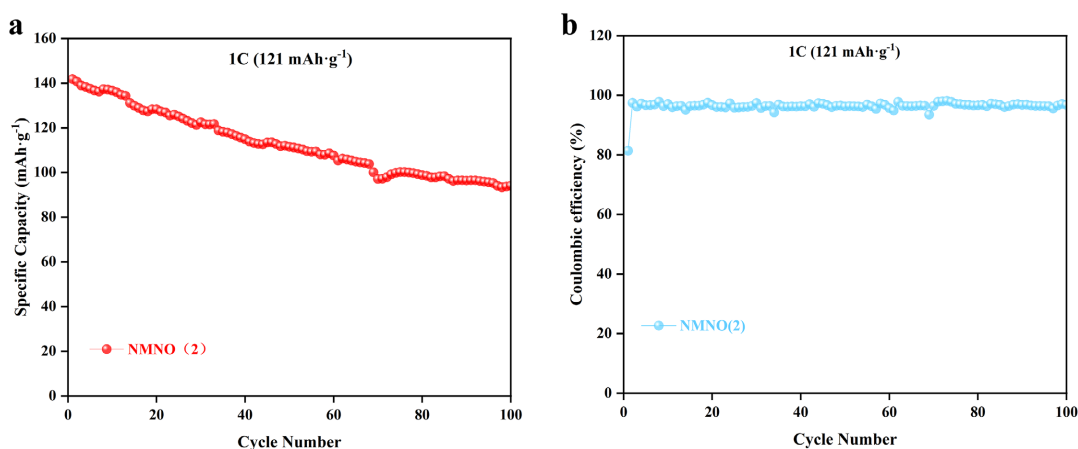 a
1C (121 mAh·g⁻¹)
Specific Capacity (mAh·g⁻¹)
160
140
120
100
80
60
40
20
0
NMNO（2）
0 20 40 60 80 100
Cycle Number
b
1C (121 mAh·g⁻¹)
Coulombic efficiency (%)
120
100
80
60
40
20
0
NMNO(2)
0 20 40 60 80 100
Cycle Number